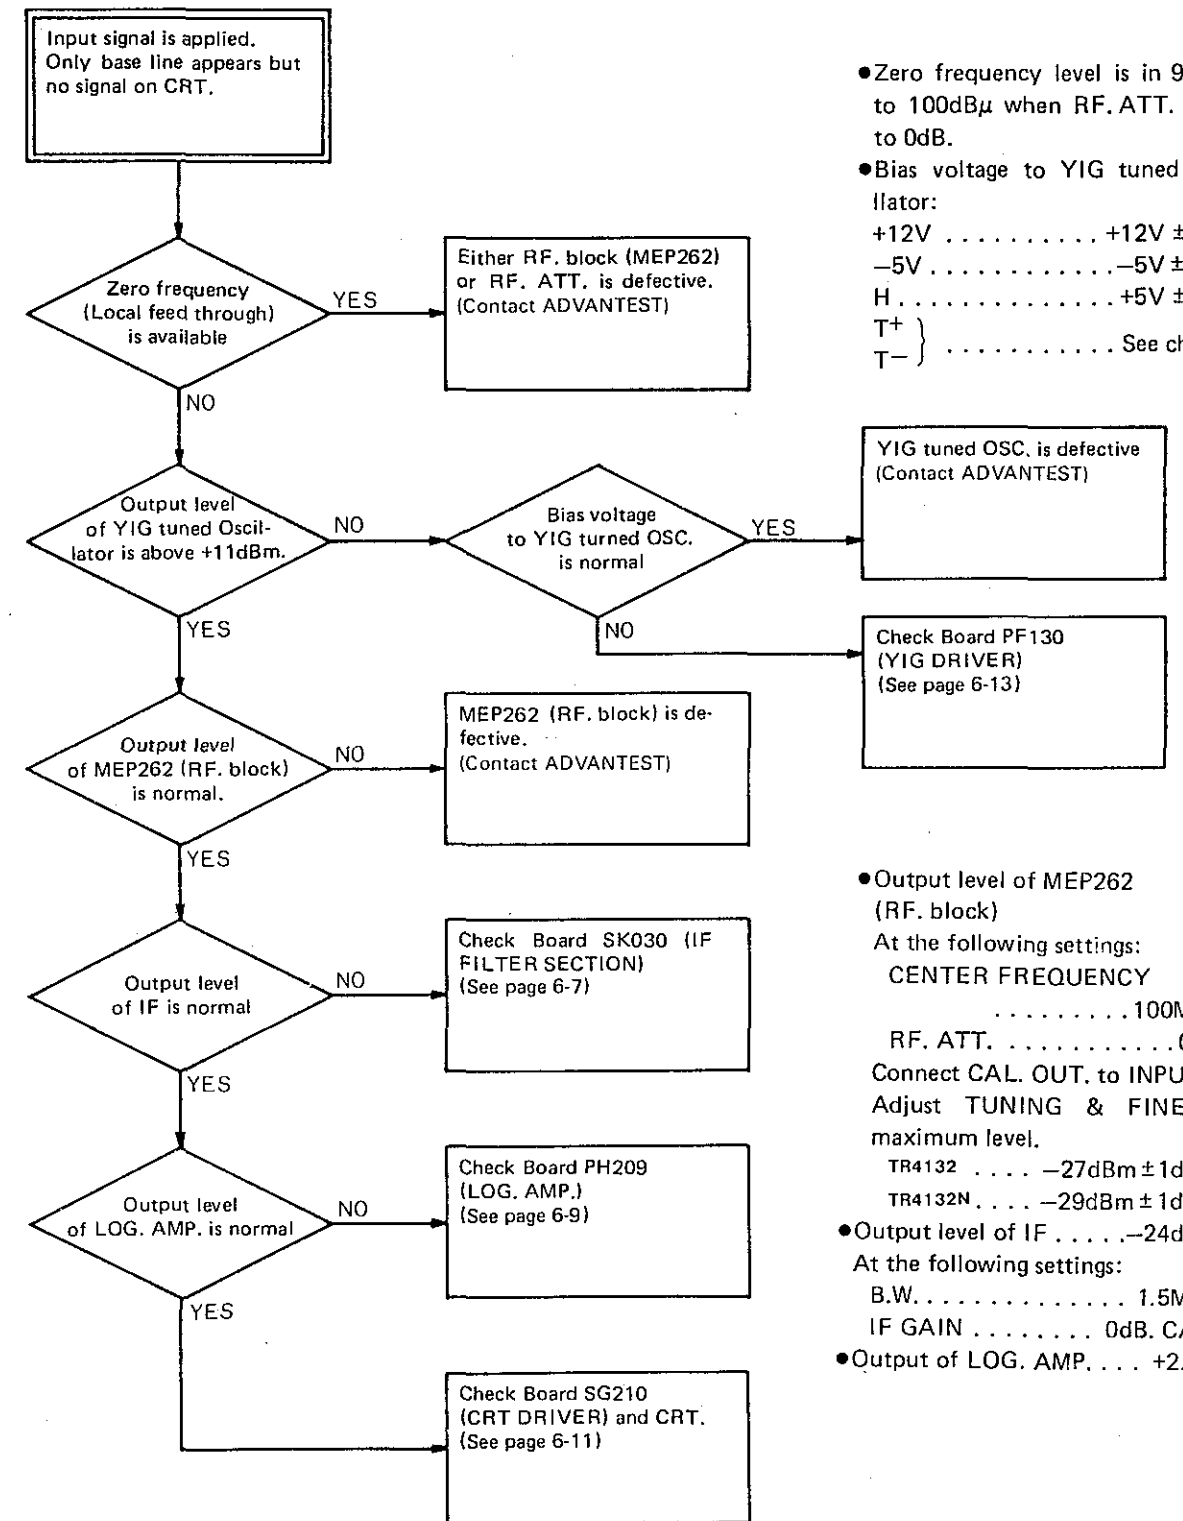 Input signal is applied.
Only base line appears but
no signal on CRT.
Zero frequency
(Local feed through)
is available
YES
NO
Either RF. block (MEP262)
or RF. ATT. is defective.
(Contact ADVANTEST)
Output level
of YIG tuned Oscil-
lator is above +11dBm.
NO
YES
Bias voltage
to YIG turned OSC.
is normal
YES
NO
YIG tuned OSC. is defective
(Contact ADVANTEST)
Check Board PF130
(YIG DRIVER)
(See page 6-13)
Output level
of MEP262 (RF. block)
is normal.
NO
YES
MEP262 (RF. block) is de-
fective.
(Contact ADVANTEST)
Output level
of IF is normal
NO
YES
Check Board SK030 (IF
FILTER SECTION)
(See page 6-7)
Output level
of LOG. AMP. is normal
NO
YES
Check Board PH209
(LOG. AMP.)
(See page 6-9)
Check Board SG210
(CRT DRIVER) and CRT.
(See page 6-11)
●Zero frequency level is in 9
to 100dBμ when RF. ATT.
to 0dB.
●Bias voltage to YIG tuned
llator:
+12V . . . . . . . . . . +12V ±
−5V . . . . . . . . . . . . . −5V ±
H . . . . . . . . . . . . . . . +5V ±
T+
T− } . . . . . . . . . . . . See
●Output level of MEP262
(RF. block)
At the following settings:
CENTER FREQUENCY
. . . . . . . . . 100
RF. ATT. . . . . . . . . . . . .
Connect CAL. OUT. to
Adjust TUNING & FINE
maximum level.
TR4132 . . . . −27dBm ± 1d
TR4132N . . . . −29dBm ± 1d
●Output level of IF . . . . . −24d
At the following settings:
B.W. . . . . . . . . . . . . . . 1.5M
IF GAIN . . . . . . . . 0dB.
●Output of LOG. AMP. . . . +2.